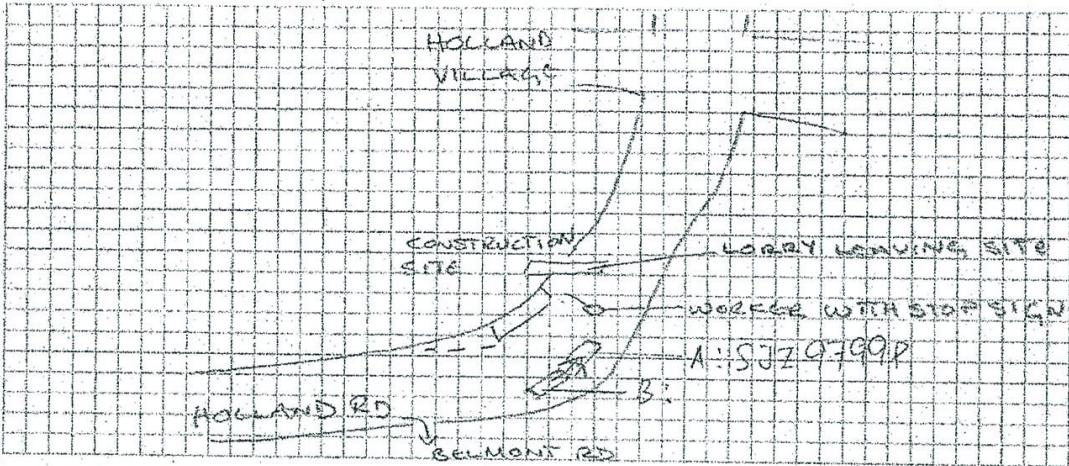 HOLLAND
VILLAGE
CONSTRUCTION
SITE
LORRY LEAVING SITE
WORKER WITH STOP SIGN
A: SJZ 9799P
B:
HOLLAND RD
BELMONT RD